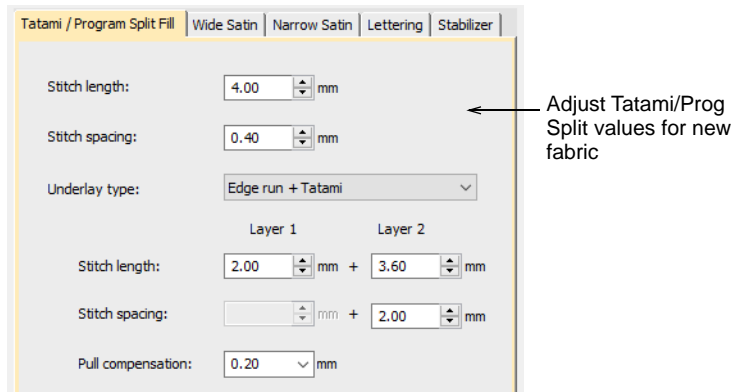 Tatami / Program Split Fill Wide Satin Narrow Satin Lettering Stabilizer
Stitch length: 4.00 mm
Adjust Tatami/Prog
Split values for new
fabric
Stitch spacing: 0.40 mm
Underlay type: Edge run + Tatami
Layer 1 Layer 2
Stitch length: 2.00 mm + 3.60 mm
Stitch spacing: mm + 2.00 mm
Pull compensation: 0.20 mm